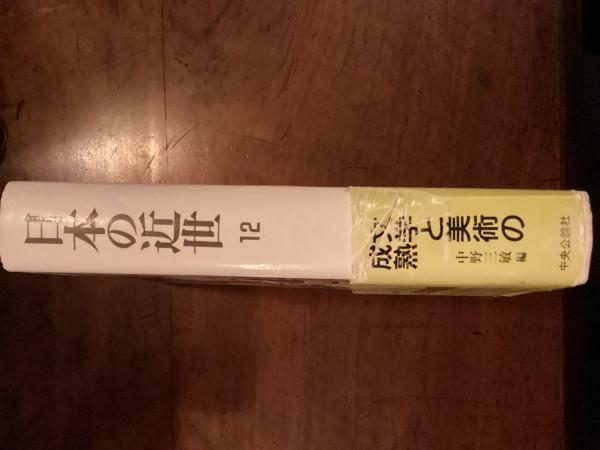 日本の近世
12
文学と美術の
成熟
中野三敏 編
中央公論社